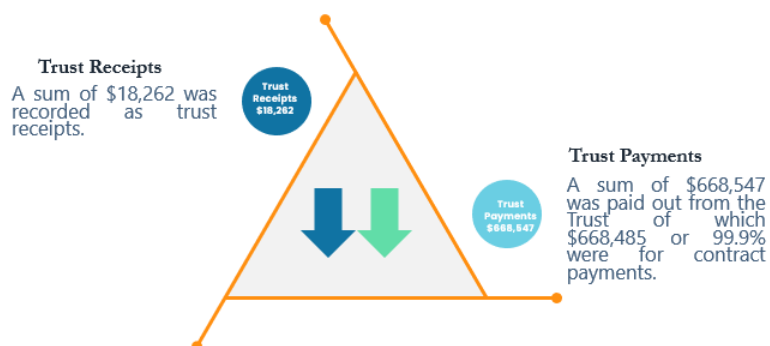 Trust Receipts
A sum of $18,262 was
recorded as trust
receipts.
Trust
Receipts
$18,262
Trust
Payments
$668,547
Trust Payments
A sum of $668,547
was paid out from the
Trust of which
$668,485 or 99.9%
were for contract
payments.